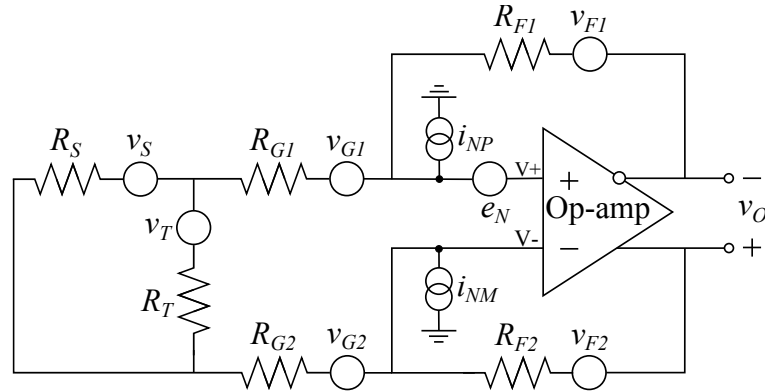 R_{F1} v_{F1}
R_S v_S R_{G1} v_{G1} i_{NP}
V+ + −
v_T e_N Op-amp v_O
V- − +
R_T i_{NM}
R_{G2} v_{G2} R_{F2} v_{F2}